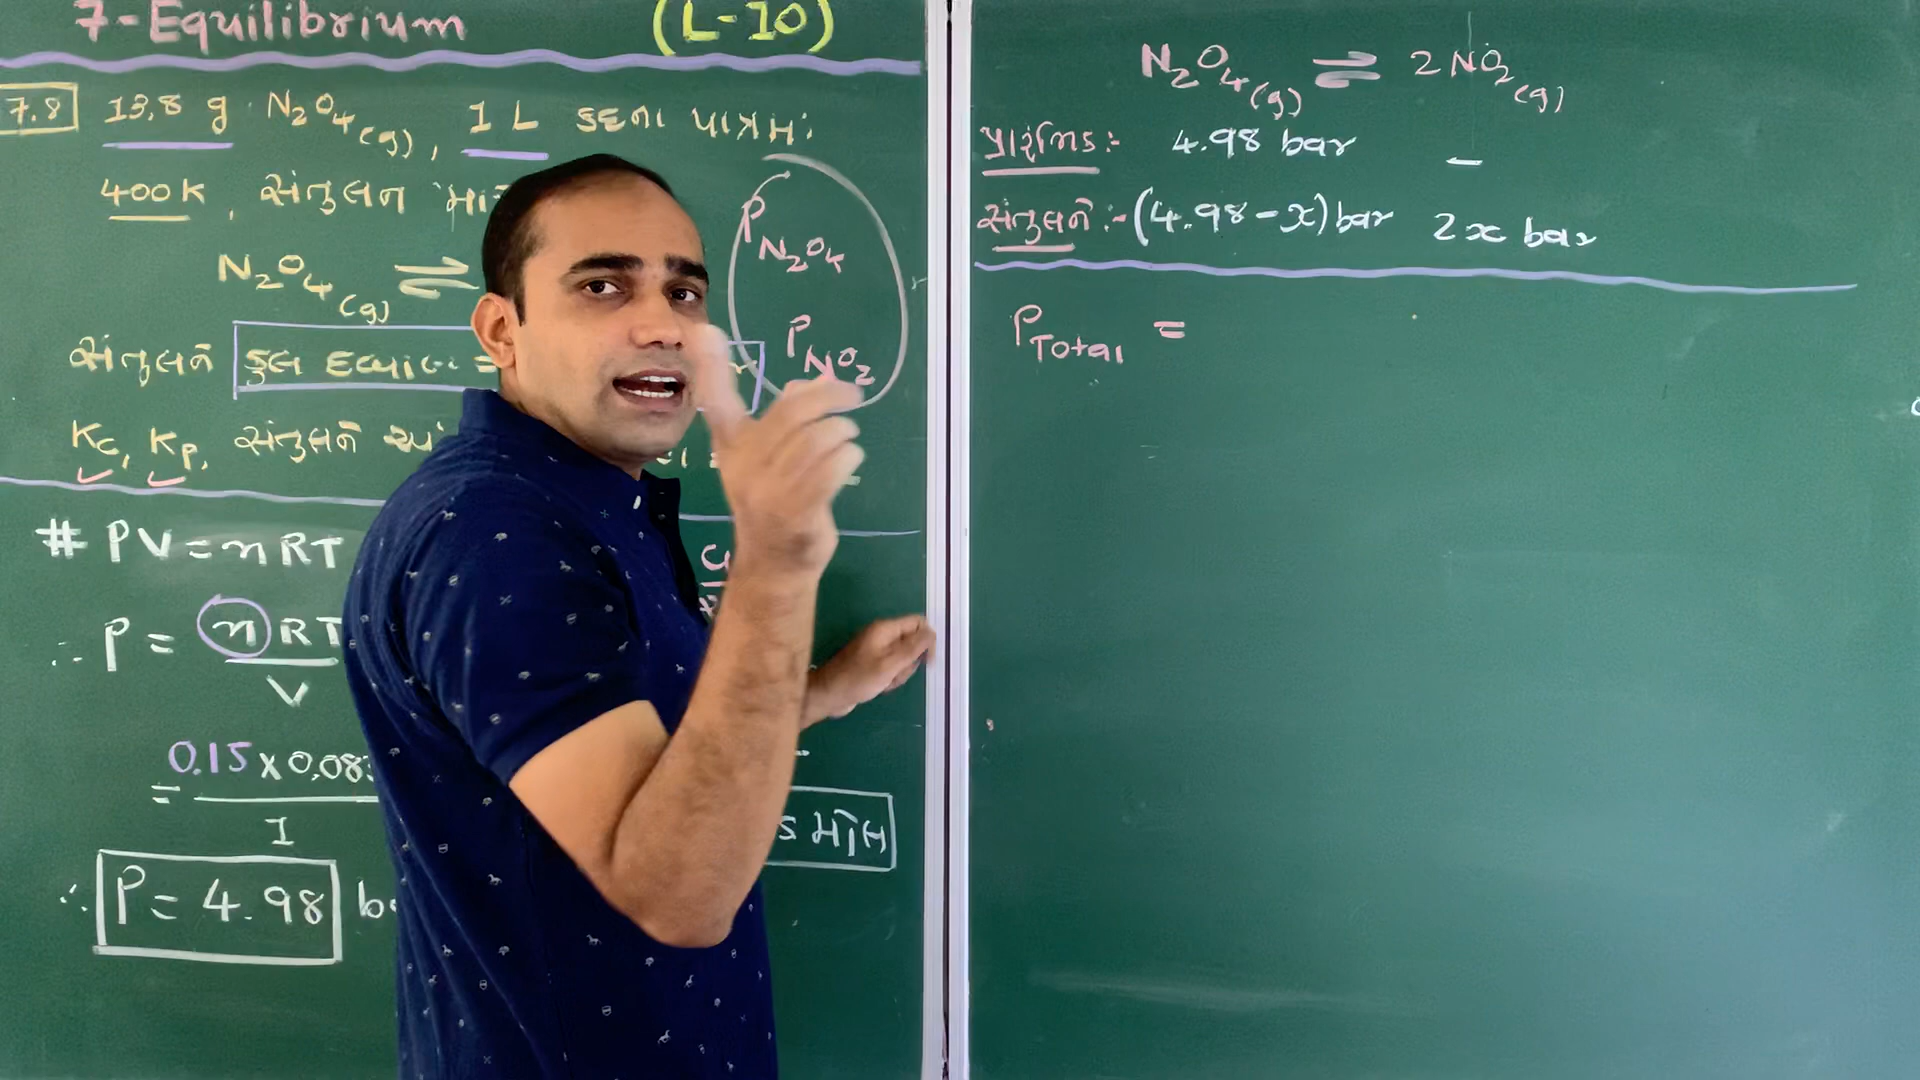 7-Equilibrium (L-10)
7.8 13.8 g N₂O₄(g), 1 L કદના પાત્રમાં
400K, સંતુલન
N₂O₄(g) ⇌
સંતુલને કુલ દબાણ =
Kc, Kp, સંતુલને
P N₂O₄
P NO₂
# PV = nRT
∴ P = nRT
V
= 0.15 x 0.083
1
∴ P = 4.98
મોલ
N₂O₄(g) ⇌ 2NO₂(g)
પ્રારંભિક :- 4.98 bar –
સંતુલને :- (4.98-x) bar 2x bar
P Total =